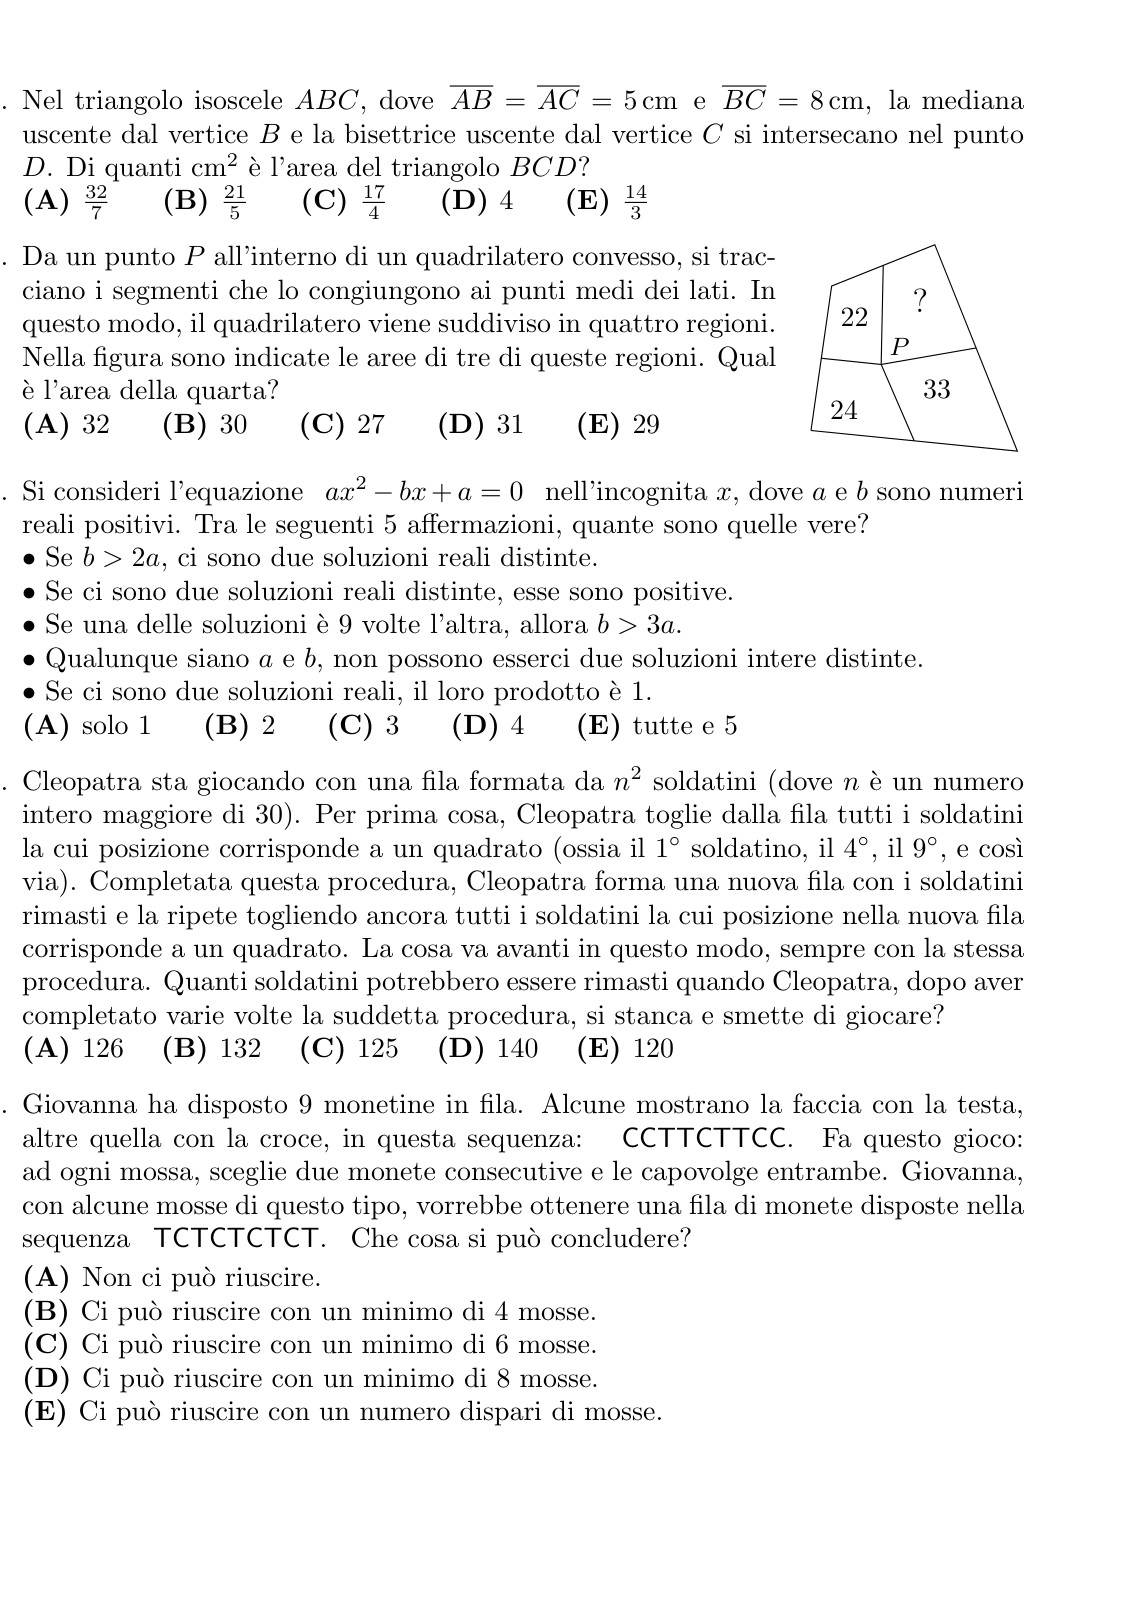 . Nel triangolo isoscele ABC, dove \overline{AB} = \overline{AC} = 5 cm e \overline{BC} = 8 cm, la mediana
uscente dal vertice B e la bisettrice uscente dal vertice C si intersecano nel punto
D. Di quanti cm² è l'area del triangolo BCD?
(A) 32/7 (B) 21/5 (C) 17/4 (D) 4 (E) 14/3
. Da un punto P all'interno di un quadrilatero convesso, si trac-
ciano i segmenti che lo congiungono ai punti medi dei lati. In
questo modo, il quadrilatero viene suddiviso in quattro regioni.
Nella figura sono indicate le aree di tre di queste regioni. Qual
è l'area della quarta?
(A) 32 (B) 30 (C) 27 (D) 31 (E) 29
22 ?
P
24 33
. Si consideri l'equazione ax² − bx + a = 0 nell'incognita x, dove a e b sono numeri
reali positivi. Tra le seguenti 5 affermazioni, quante sono quelle vere?
• Se b > 2a, ci sono due soluzioni reali distinte.
• Se ci sono due soluzioni reali distinte, esse sono positive.
• Se una delle soluzioni è 9 volte l'altra, allora b > 3a.
• Qualunque siano a e b, non possono esserci due soluzioni intere distinte.
• Se ci sono due soluzioni reali, il loro prodotto è 1.
(A) solo 1 (B) 2 (C) 3 (D) 4 (E) tutte e 5
. Cleopatra sta giocando con una fila formata da n² soldatini (dove n è un numero
intero maggiore di 30). Per prima cosa, Cleopatra toglie dalla fila tutti i soldatini
la cui posizione corrisponde a un quadrato (ossia il 1° soldatino, il 4°, il 9°, e così
via). Completata questa procedura, Cleopatra forma una nuova fila con i soldatini
rimasti e la ripete togliendo ancora tutti i soldatini la cui posizione nella nuova fila
corrisponde a un quadrato. La cosa va avanti in questo modo, sempre con la stessa
procedura. Quanti soldatini potrebbero essere rimasti quando Cleopatra, dopo aver
completato varie volte la suddetta procedura, si stanca e smette di giocare?
(A) 126 (B) 132 (C) 125 (D) 140 (E) 120
. Giovanna ha disposto 9 monetine in fila. Alcune mostrano la faccia con la testa,
altre quella con la croce, in questa sequenza: CCTTCTTCC. Fa questo gioco:
ad ogni mossa, sceglie due monete consecutive e le capovolge entrambe. Giovanna,
con alcune mosse di questo tipo, vorrebbe ottenere una fila di monete disposte nella
sequenza TCTCTCTCT. Che cosa si può concludere?
(A) Non ci può riuscire.
(B) Ci può riuscire con un minimo di 4 mosse.
(C) Ci può riuscire con un minimo di 6 mosse.
(D) Ci può riuscire con un minimo di 8 mosse.
(E) Ci può riuscire con un numero dispari di mosse.